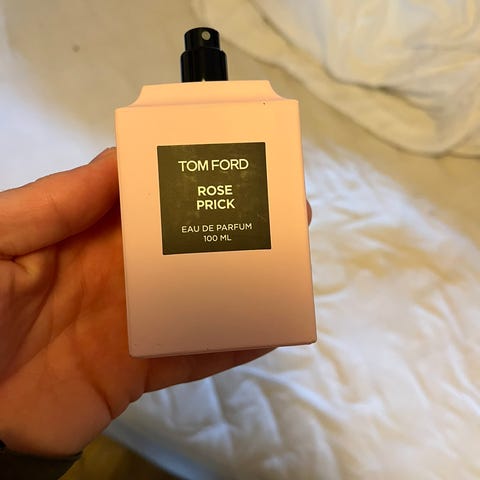 TOM FORD
ROSE
PRICK
EAU DE PARFUM
100 ML